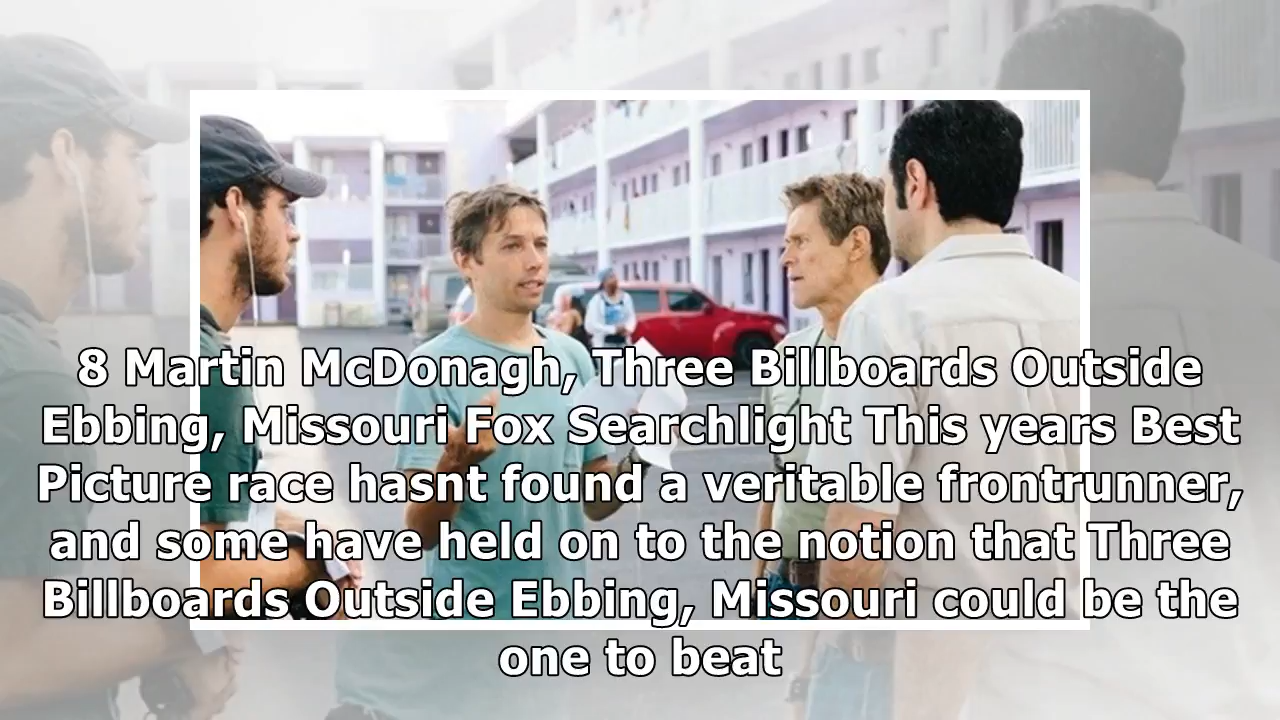 8 Martin McDonagh, Three Billboards Outside
Ebbing, Missouri Fox Searchlight This years Best
Picture race hasnt found a veritable frontrunner,
and some have held on to the notion that Three
Billboards Outside Ebbing, Missouri could be the
one to beat